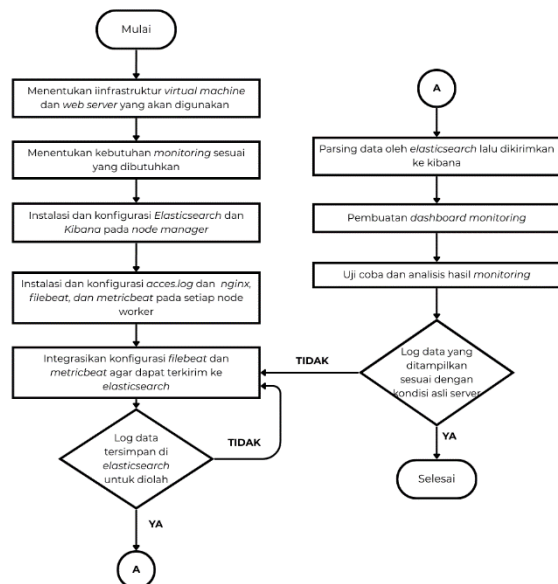 Mulai
Menentukan iinfrastruktur virtual machine
dan web server yang akan digunakan
Menentukan kebutuhan monitoring sesuai
yang dibutuhkan
Instalasi dan konfigurasi Elasticsearch dan
Kibana pada node manager
Instalasi dan konfigurasi acces.log dan nginx,
filebeat, dan metricbeat pada setiap node
worker
Integrasikan konfigurasi filebeat dan
metricbeat agar dapat terkirim ke
elasticsearch
Log data
tersimpan di
elasticsearch
untuk diolah
TIDAK
YA
A
A
Parsing data oleh elasticsearch lalu dikirimkan
ke kibana
Pembuatan dashboard monitoring
Uji coba dan analisis hasil monitoring
Log data yang
ditampilkan
sesuai dengan
kondisi asli server
TIDAK
YA
Selesai